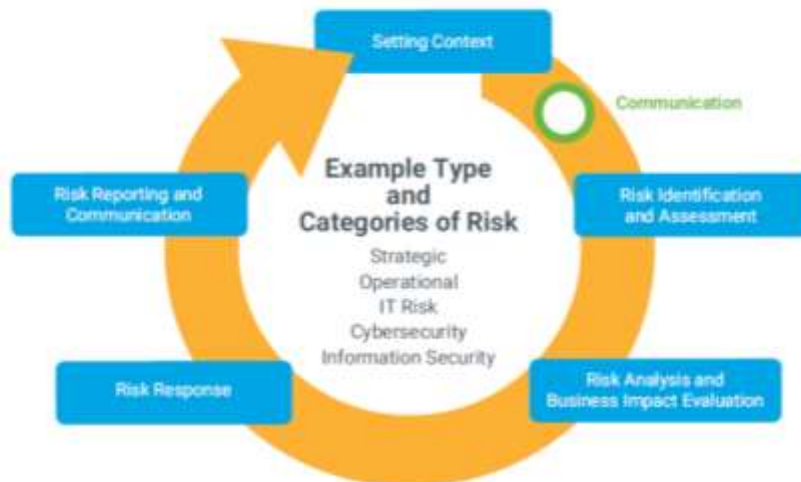 Setting Context
Communication
Example Type
and
Categories of Risk
Strategic
Operational
IT Risk
Cybersecurity
Information Security
Risk Identification
and Assessment
Risk Analysis and
Business Impact Evaluation
Risk Response
Risk Reporting and
Communication